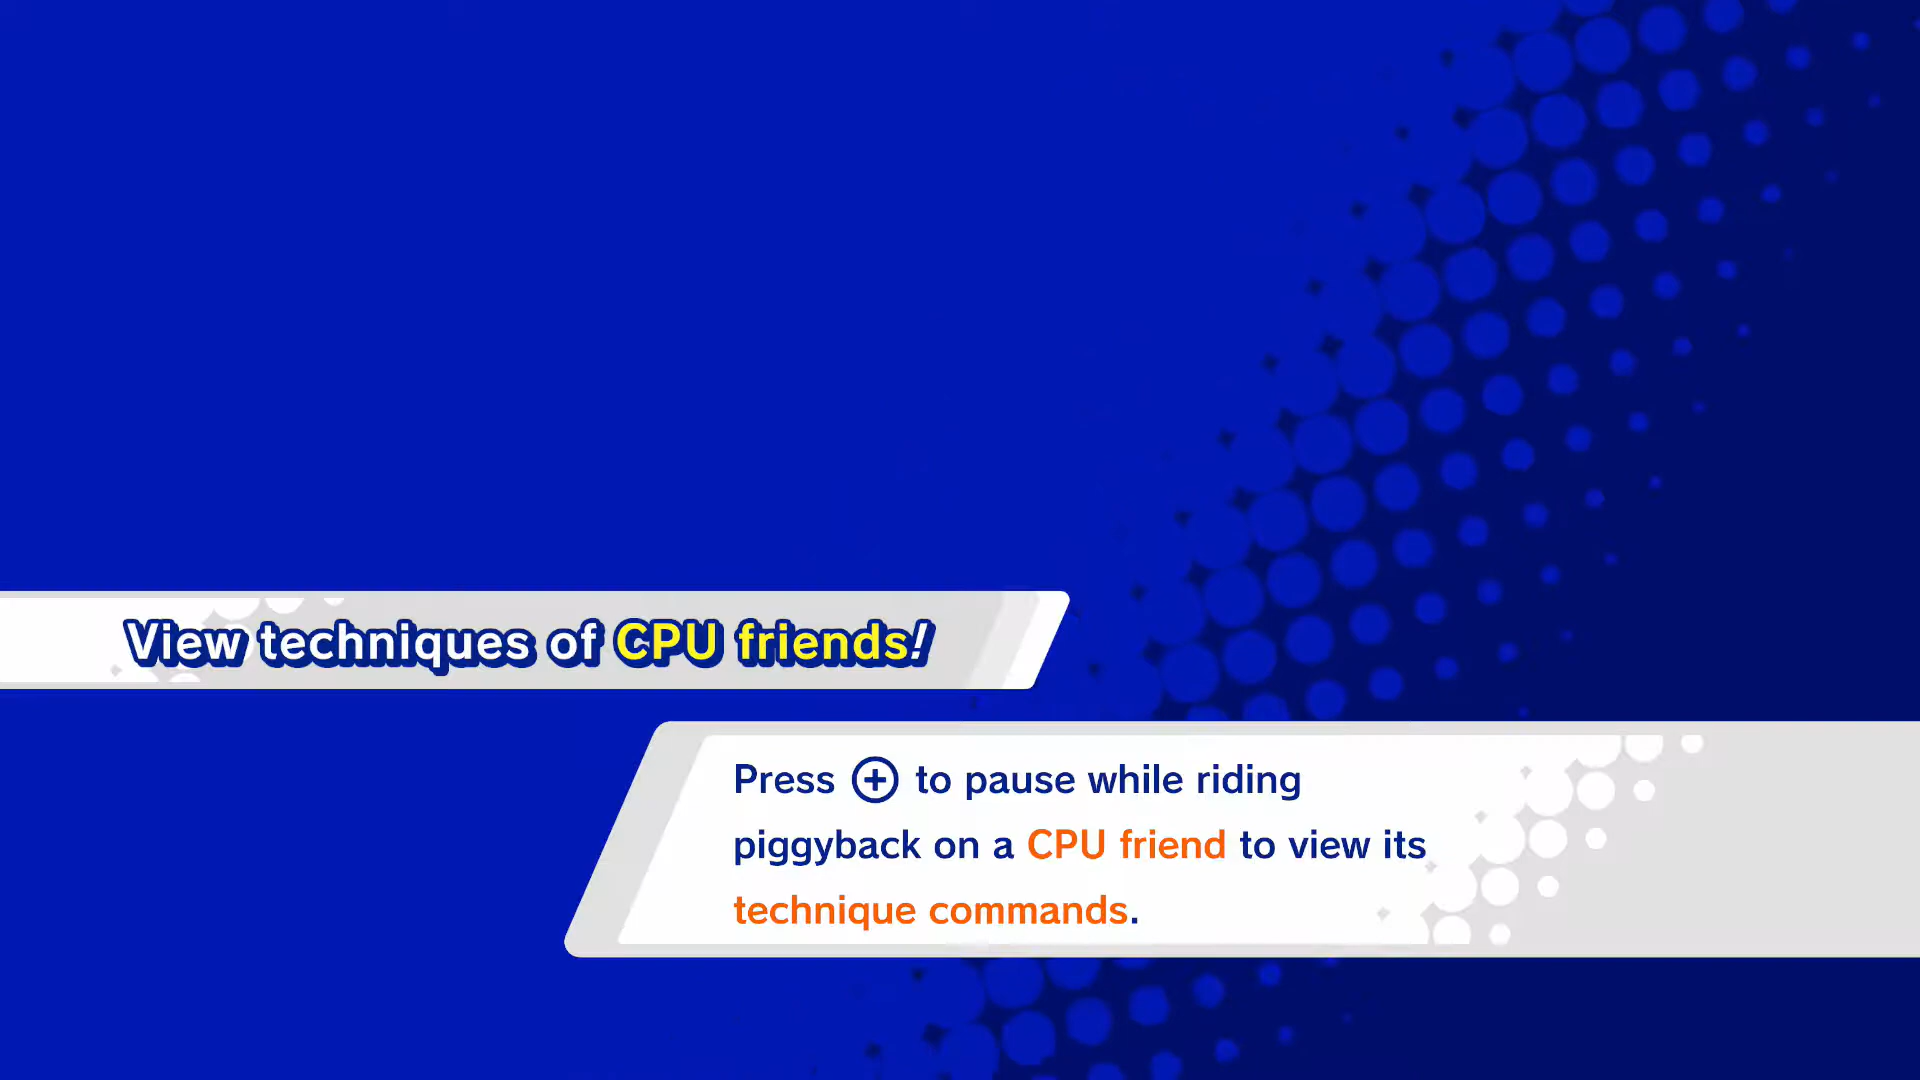 View techniques of CPU friends!
Press ⊕ to pause while riding
piggyback on a CPU friend to view its
technique commands.